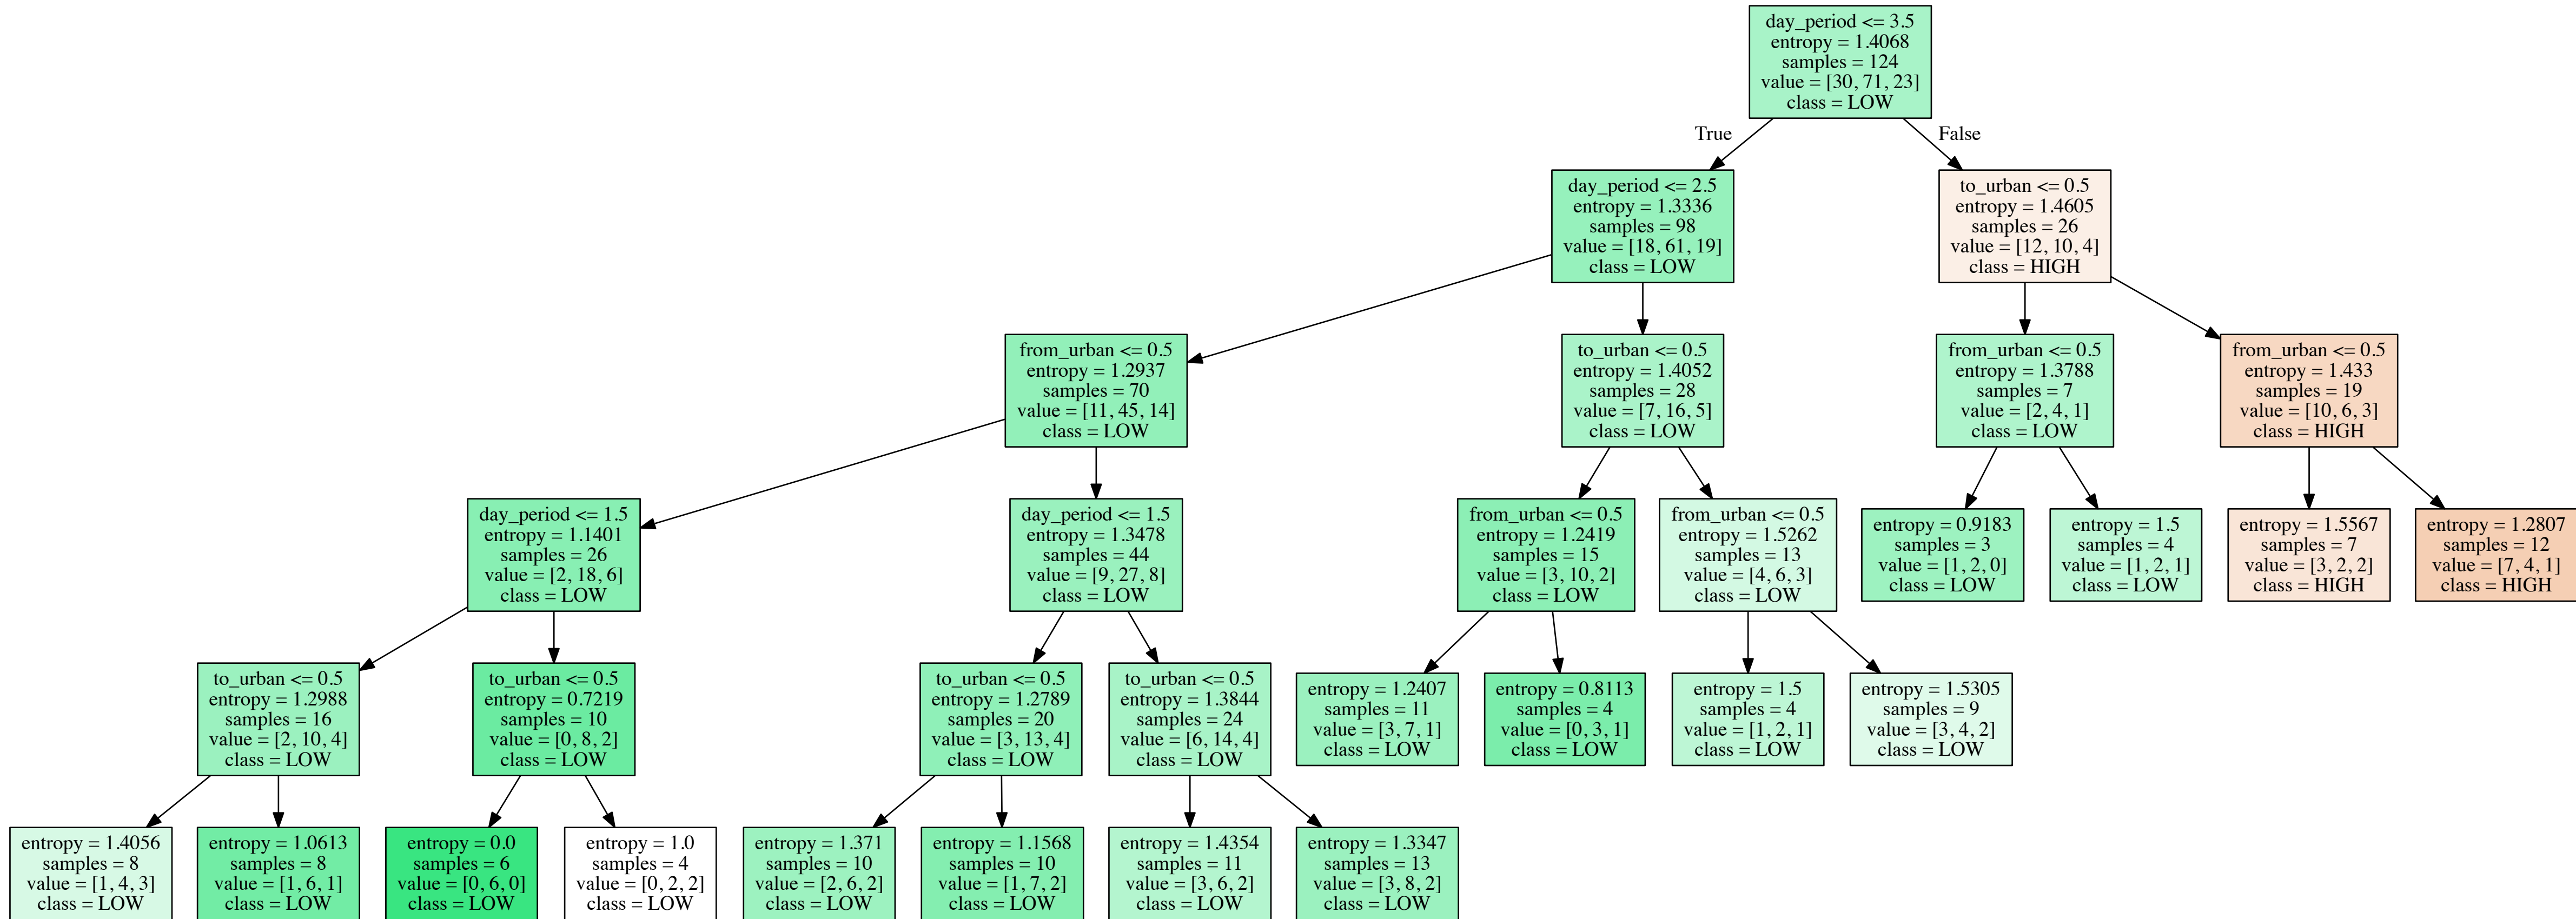 day_period <= 3.5
entropy = 1.4068
samples = 124
value = [30, 71, 23]
class = LOW
True
False
day_period <= 2.5
entropy = 1.3336
samples = 98
value = [18, 61, 19]
class = LOW
to_urban <= 0.5
entropy = 1.4605
samples = 26
value = [12, 10, 4]
class = HIGH
from_urban <= 0.5
entropy = 1.2937
samples = 70
value = [11, 45, 14]
class = LOW
to_urban <= 0.5
entropy = 1.4052
samples = 28
value = [7, 16, 5]
class = LOW
from_urban <= 0.5
entropy = 1.3788
samples = 7
value = [2, 4, 1]
class = LOW
from_urban <= 0.5
entropy = 1.433
samples = 19
value = [10, 6, 3]
class = HIGH
day_period <= 1.5
entropy = 1.1401
samples = 26
value = [2, 18, 6]
class = LOW
day_period <= 1.5
entropy = 1.3478
samples = 44
value = [9, 27, 8]
class = LOW
from_urban <= 0.5
entropy = 1.2419
samples = 15
value = [3, 10, 2]
class = LOW
from_urban <= 0.5
entropy = 1.5262
samples = 13
value = [4, 6, 3]
class = LOW
entropy = 0.9183
samples = 3
value = [1, 2, 0]
class = LOW
entropy = 1.5
samples = 4
value = [1, 2, 1]
class = LOW
entropy = 1.5567
samples = 7
value = [3, 2, 2]
class = HIGH
entropy = 1.2807
samples = 12
value = [7, 4, 1]
class = HIGH
to_urban <= 0.5
entropy = 1.2988
samples = 16
value = [2, 10, 4]
class = LOW
to_urban <= 0.5
entropy = 0.7219
samples = 10
value = [0, 8, 2]
class = LOW
to_urban <= 0.5
entropy = 1.2789
samples = 20
value = [3, 13, 4]
class = LOW
to_urban <= 0.5
entropy = 1.3844
samples = 24
value = [6, 14, 4]
class = LOW
entropy = 1.2407
samples = 11
value = [3, 7, 1]
class = LOW
entropy = 0.8113
samples = 4
value = [0, 3, 1]
class = LOW
entropy = 1.5
samples = 4
value = [1, 2, 1]
class = LOW
entropy = 1.5305
samples = 9
value = [3, 4, 2]
class = LOW
entropy = 1.4056
samples = 8
value = [1, 4, 3]
class = LOW
entropy = 1.0613
samples = 8
value = [1, 6, 1]
class = LOW
entropy = 0.0
samples = 6
value = [0, 6, 0]
class = LOW
entropy = 1.0
samples = 4
value = [0, 2, 2]
class = LOW
entropy = 1.371
samples = 10
value = [2, 6, 2]
class = LOW
entropy = 1.1568
samples = 10
value = [1, 7, 2]
class = LOW
entropy = 1.4354
samples = 11
value = [3, 6, 2]
class = LOW
entropy = 1.3347
samples = 13
value = [3, 8, 2]
class = LOW